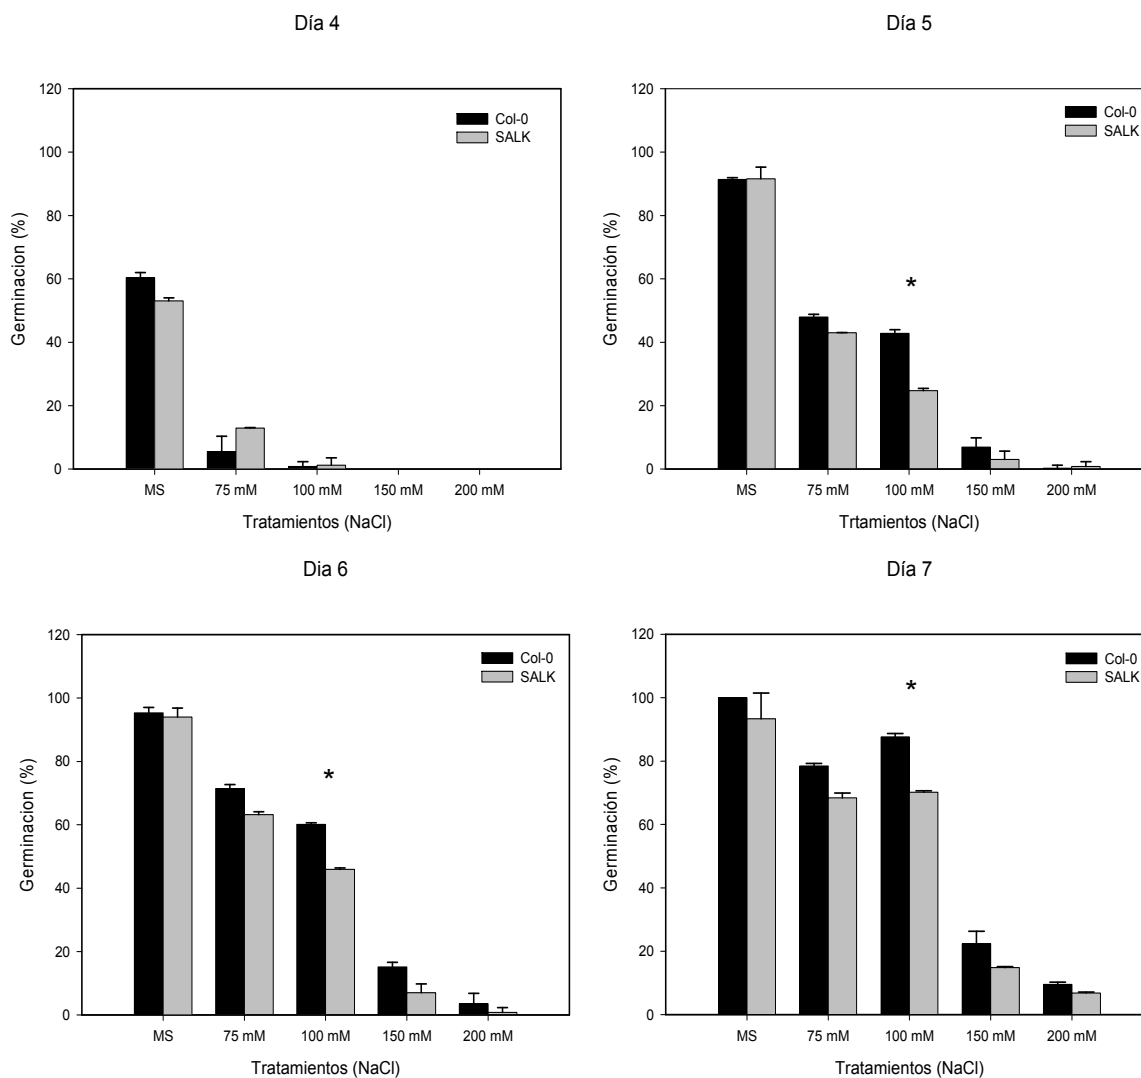 Día 4
120
100
80
60
40
20
0
Germinacion (%)
Col-0
SALK
MS 75 mM 100 mM 150 mM 200 mM
Tratamientos (NaCl)
Día 5
120
100
80
60
40
20
0
Germinación (%)
Col-0
SALK
*
MS 75 mM 100 mM 150 mM 200 mM
Trtamientos (NaCl)
Dia 6
120
100
80
60
40
20
0
Germinacion (%)
Col-0
SALK
*
MS 75 mM 100 mM 150 mM 200 mM
Tratamientos (NaCl)
Día 7
120
100
80
60
40
20
0
Germinación (%)
Col-0
SALK
*
MS 75 mM 100 mM 150 mM 200 mM
Tratamientos (NaCl)